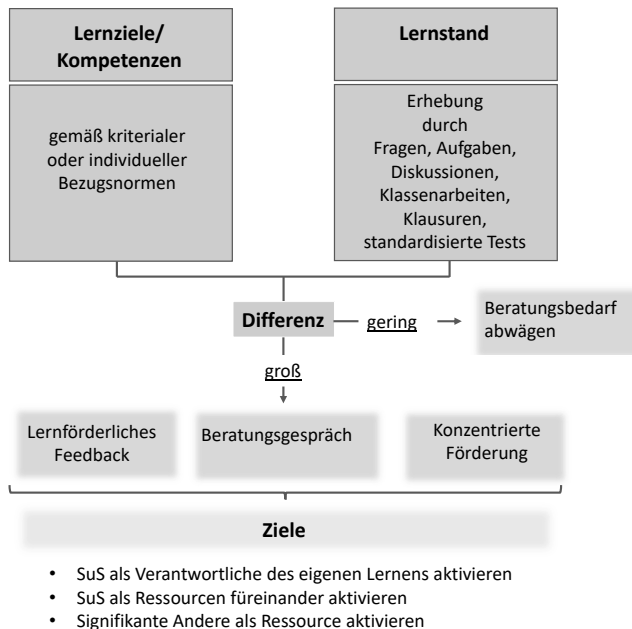 Lernziele/
Kompetenzen
gemäß kriterialer
oder individueller
Bezugsnormen
Lernstand
Erhebung
durch
Fragen, Aufgaben,
Diskussionen,
Klassenarbeiten,
Klausuren,
standardisierte Tests
Differenz
gering
Beratungsbedarf
abwägen
groß
Lernförderliches
Feedback
Beratungsgespräch
Konzentrierte
Förderung
Ziele
• SuS als Verantwortliche des eigenen Lernens aktivieren
• SuS als Ressourcen füreinander aktivieren
• Signifikante Andere als Ressource aktivieren